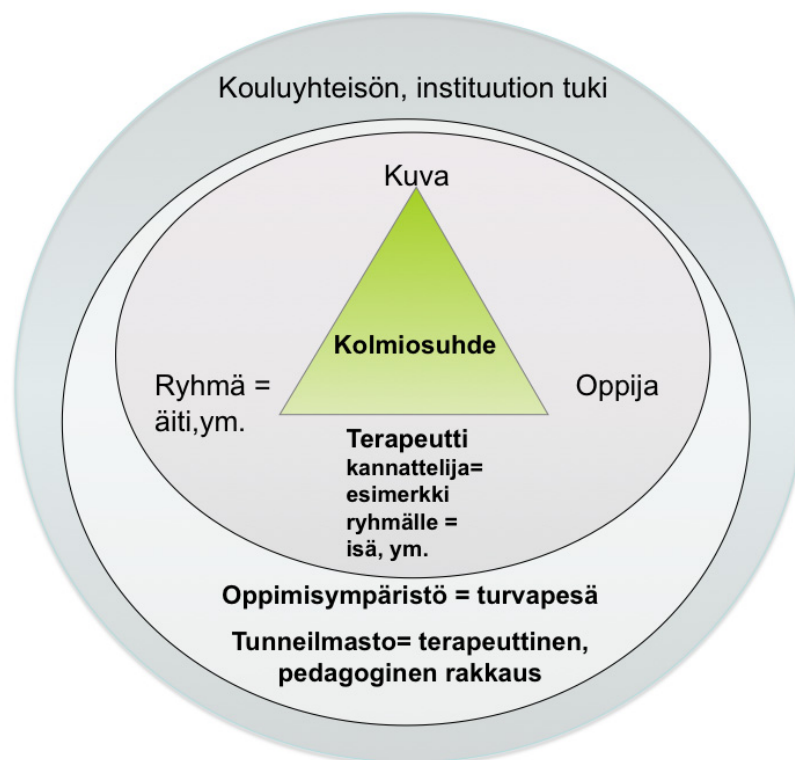 Kouluyhteisön, instituution tuki
Kuva
Kolmiosuhde
Ryhmä =
äiti,ym.
Oppija
Terapeutti
kannattelija=
esimerkki
ryhmälle =
isä, ym.
Oppimisympäristö = turvapesä
Tunneilmasto= terapeuttinen,
pedagoginen rakkaus